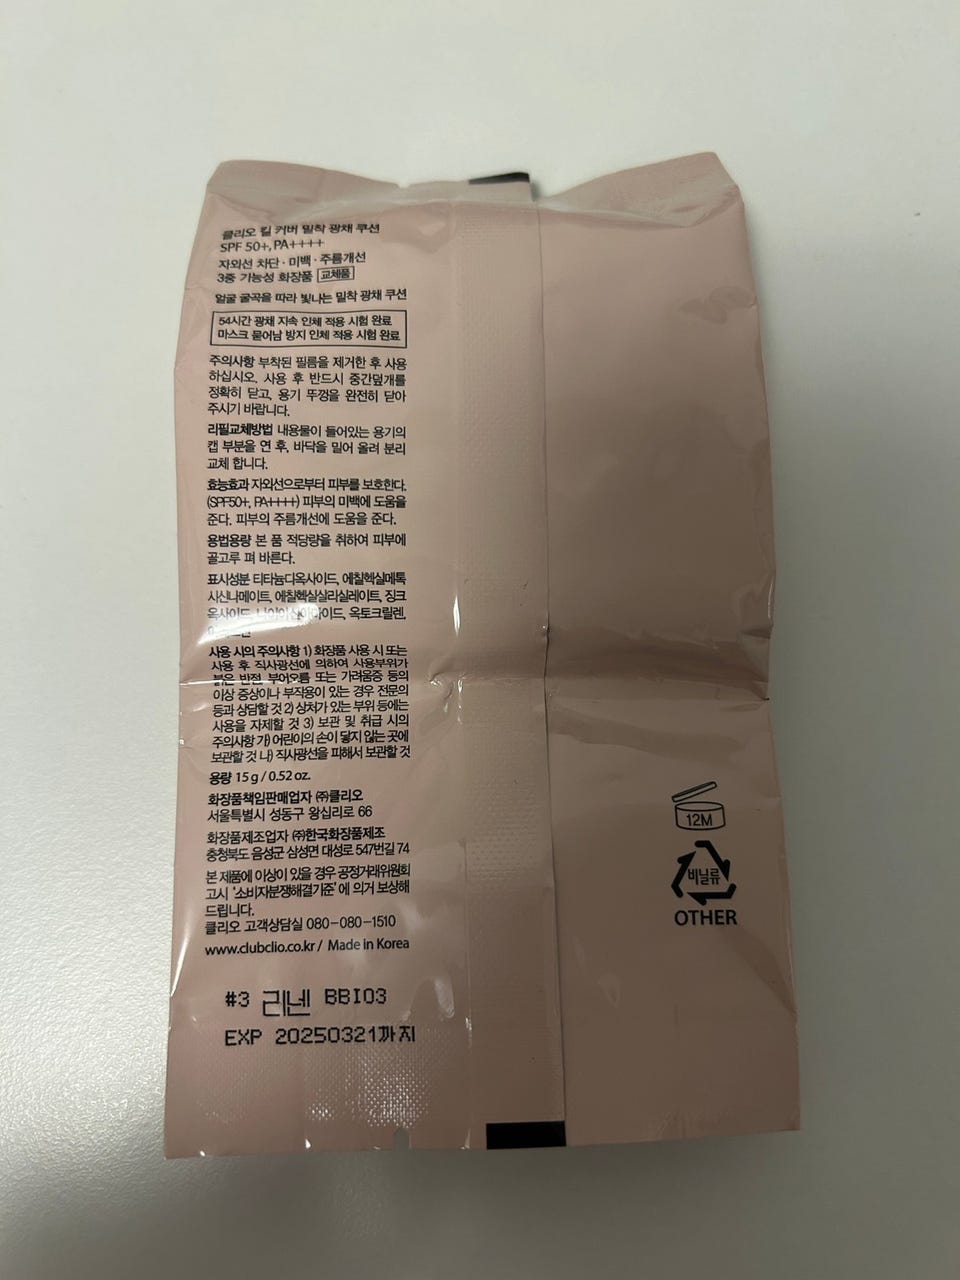 클리오 킬 커버 밀착 광채 쿠션
SPF 50+, PA++++
자외선 차단 · 미백 · 주름개선
3중 기능성 화장품 교체품
얼굴 굴곡을 따라 빛나는 밀착 광채 쿠션
54시간 광채 지속 인체 적용 시험 완료
마스크 묻어남 방지 인체 적용 시험 완료
주의사항 부착된 필름을 제거한 후 사용
하십시오. 사용 후 반드시 중간덮개를
정확히 닫고, 용기 뚜껑을 완전히 닫아
주시기 바랍니다.
리필교체방법 내용물이 들어있는 용기의
캡 부분을 연 후, 바닥을 밀어 올려 분리
교체 합니다.
효능효과 자외선으로부터 피부를 보호한다.
(SPF50+, PA++++) 피부의 미백에 도움을
준다. 피부의 주름개선에 도움을 준다.
용법용량 본 품 적당량을 취하여 피부에
골고루 펴 바른다.
표시성분 티타늄디옥사이드, 에칠헥실메톡
시신나메이트, 에칠헥실살리실레이트, 징크
옥사이드, 옥토크릴렌,
사용 시의 주의사항 1) 화장품 사용 시 또는
사용 후 직사광선에 의하여 사용부위가
붉은 반점, 부어오름 또는 가려움증 등의
이상 증상이나 부작용이 있는 경우 전문의
등과 상담할 것 2) 상처가 있는 부위 등에는
사용을 자제할 것 3) 보관 및 취급 시의
주의사항 가) 어린이의 손이 닿지 않는 곳에
보관할 것 나) 직사광선을 피해서 보관할 것
용량 15 g / 0.52 oz.
화장품책임판매업자 ㈜클리오
서울특별시 성동구 왕십리로 66
화장품제조업자 ㈜한국화장품제조
충청북도 음성군 삼성면 대성로 547번길 74
본 제품에 이상이 있을 경우 공정거래위원회
고시 '소비자분쟁해결기준'에 의거 보상해
드립니다.
클리오 고객상담실 080-080-1510
www.clubclio.co.kr / Made in Korea
#3 리넨 BBI03
EXP 20250321까지
12M
비닐류
OTHER